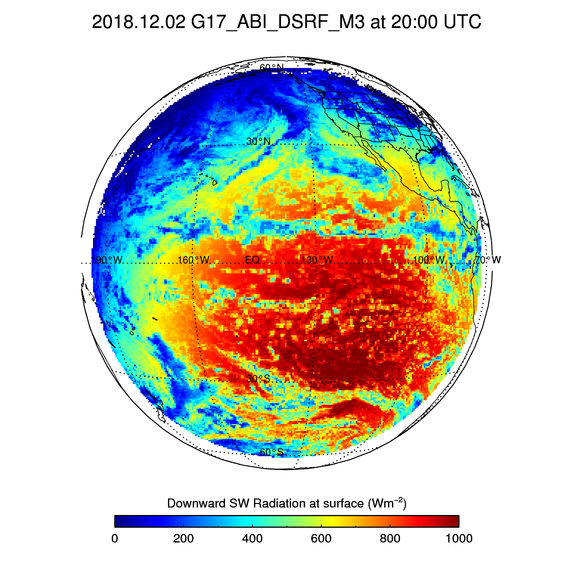 2018.12.02 G17_ABI_DSRF_M3 at 20:00 UTC
60°N
30°N
90°W 160°W EQ 130°W 100°W 70°W
30°S
60°S
Downward SW Radiation at surface (Wm⁻²)
0 200 400 600 800 1000